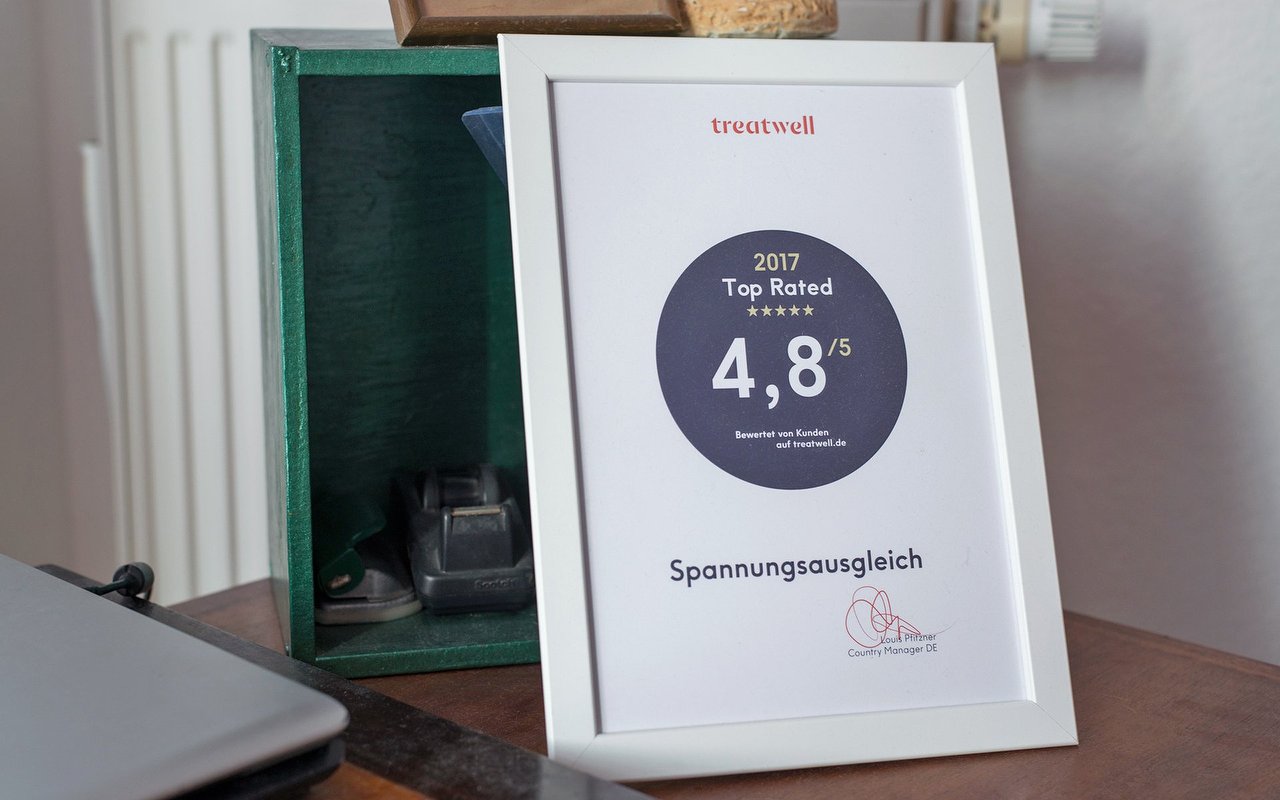 treatwell
2017
Top Rated
4,8/5
Bewertet von Kunden
auf treatwell.de
Spannungsausgleich
Louis Pfitzner
Country Manager DE
Scotch